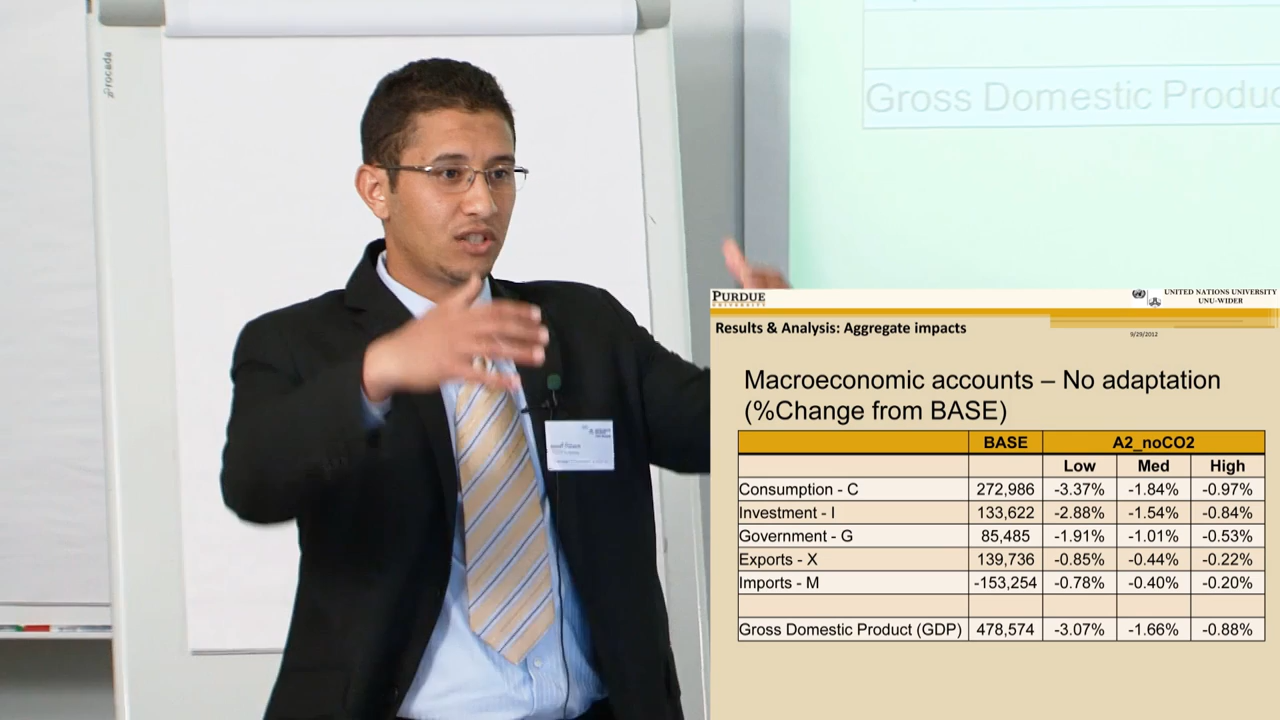 Procada
Gross Domestic Produc
PURDUE
UNIVERSITY
UNITED NATIONS UNIVERSITY
UNU-WIDER
Results & Analysis: Aggregate impacts
9/29/2012
Macroeconomic accounts – No adaptation
(%Change from BASE)
BASE A2_noCO2
Low Med High
Consumption - C 272,986 -3.37% -1.84% -0.97%
Investment - I 133,622 -2.88% -1.54% -0.84%
Government - G 85,485 -1.91% -1.01% -0.53%
Exports - X 139,736 -0.85% -0.44% -0.22%
Imports - M -153,254 -0.78% -0.40% -0.20%
Gross Domestic Product (GDP) 478,574 -3.07% -1.66% -0.88%